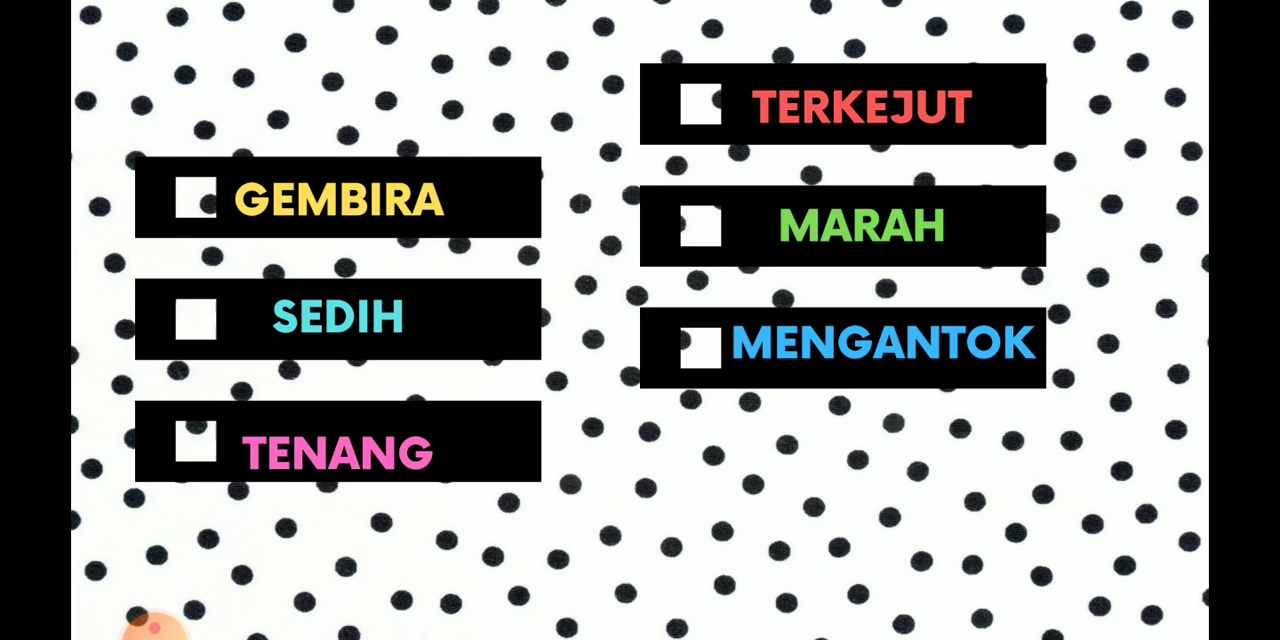 GEMBIRA
SEDIH
TENANG
TERKEJUT
MARAH
MENGANTOK